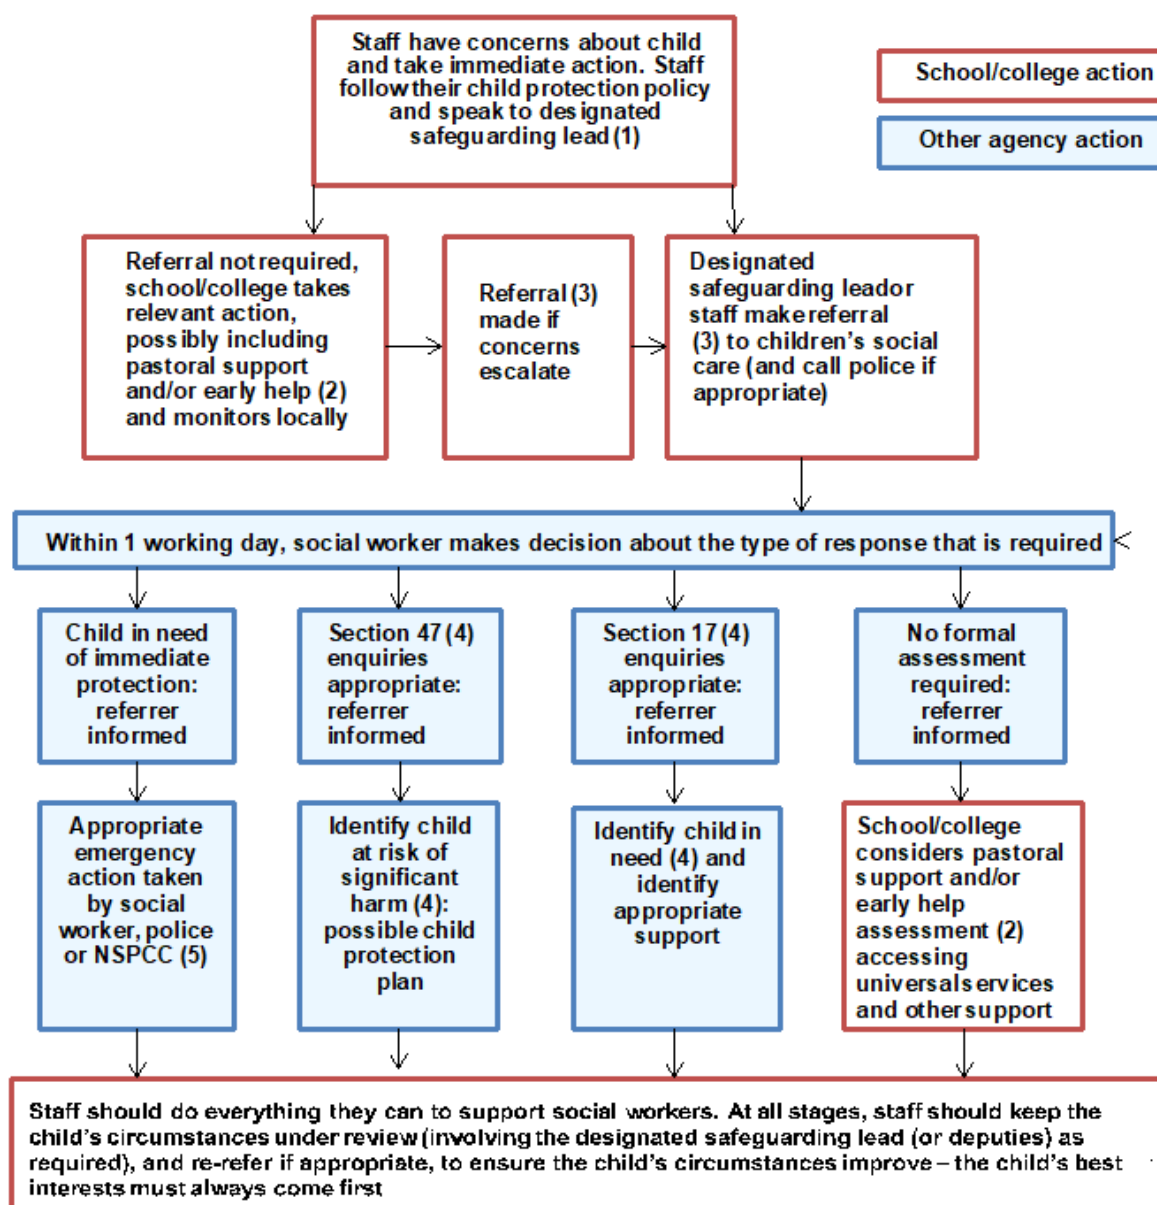 Staff have concerns about child
and take immediate action. Staff
follow their child protection policy
and speak to designated
safeguarding lead (1)
School/college action
Other agency action
Referral not required,
school/college takes
relevant action,
possibly including
pastoral support
and/or early help (2)
and monitors locally
Referral (3)
made if
concerns
escalate
Designated
safeguarding lead or
staff make referral
(3) to children's social
care (and call police if
appropriate)
Within 1 working day, social worker makes decision about the type of response that is required
Child in need
of immediate
protection:
referrer
informed
Section 47 (4)
enquiries
appropriate:
referrer
informed
Section 17 (4)
enquiries
appropriate:
referrer
informed
No formal
assessment
required:
referrer
informed
Appropriate
emergency
action taken
by social
worker, police
or NSPCC (5)
Identify child
at risk of
significant
harm (4):
possible child
protection
plan
Identify child in
need (4) and
identify
appropriate
support
School/college
considers pastoral
support and/or
early help
assessment (2)
accessing
universal services
and other support
Staff should do everything they can to support social workers. At all stages, staff should keep the
child's circumstances under review (involving the designated safeguarding lead (or deputies) as
required), and re-refer if appropriate, to ensure the child's circumstances improve – the child's best
interests must always come first